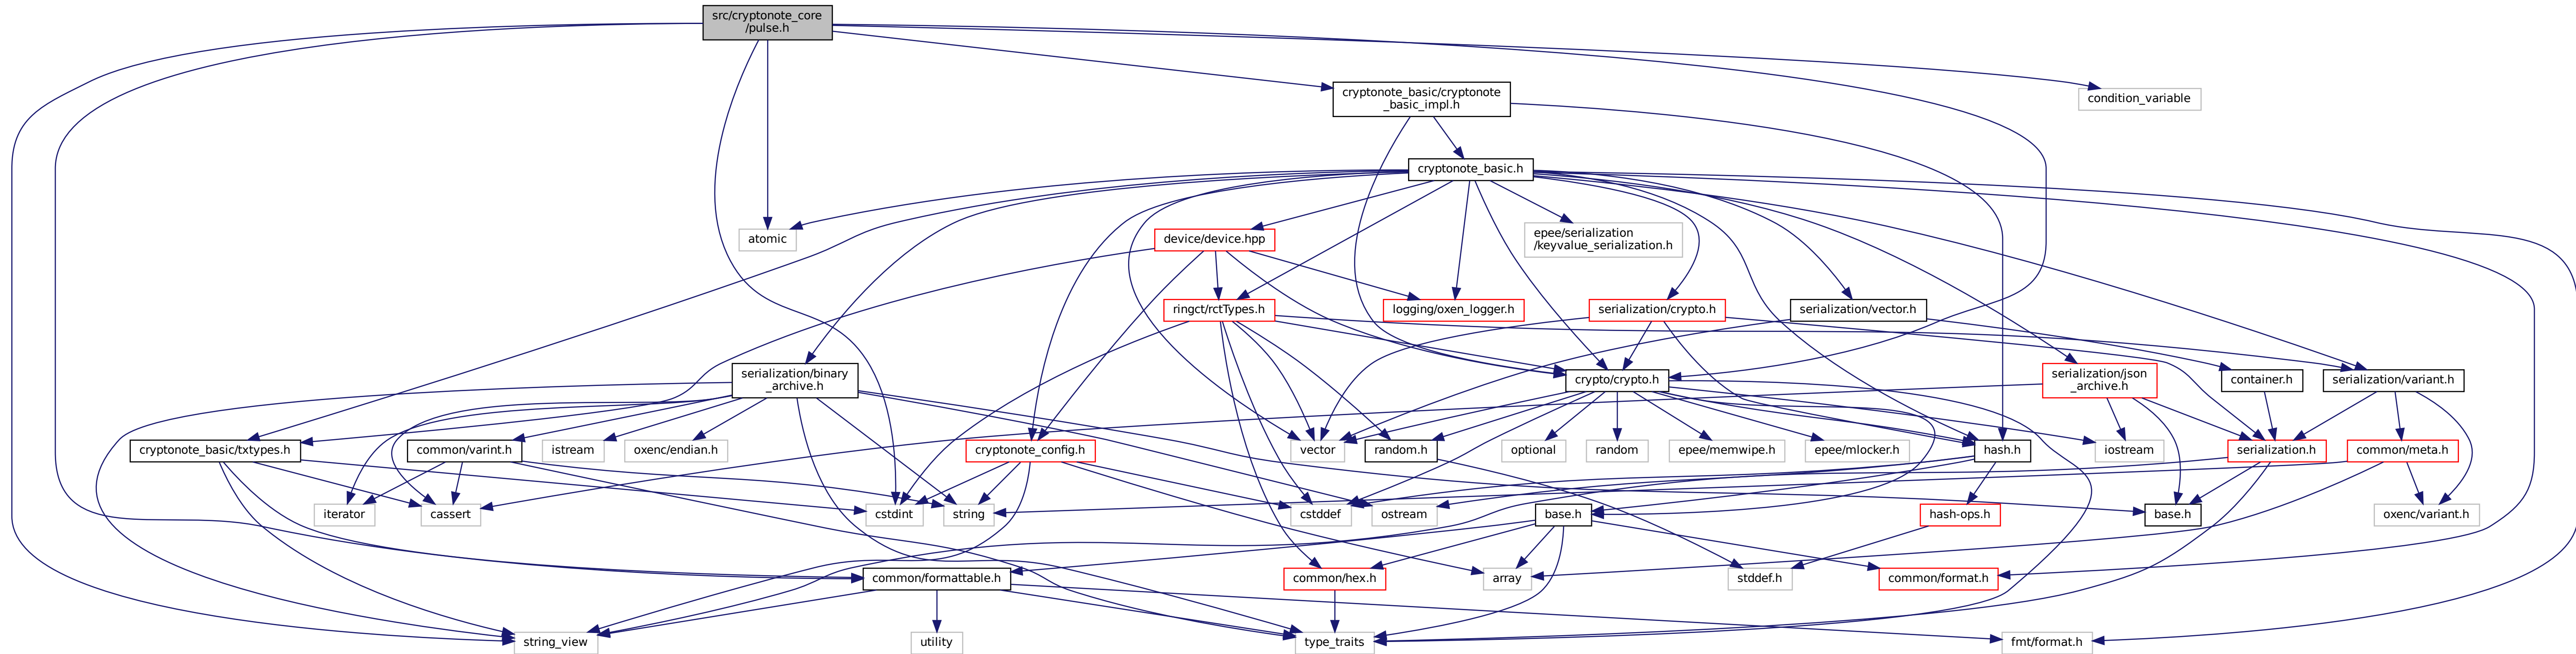 src/cryptonote_core
/pulse.h
cryptonote_basic/cryptonote
_basic_impl.h
condition_variable
cryptonote_basic.h
atomic
device/device.hpp
epee/serialization
/keyvalue_serialization.h
ringct/rctTypes.h
logging/oxen_logger.h
serialization/crypto.h
serialization/vector.h
serialization/binary
_archive.h
crypto/crypto.h
serialization/json
_archive.h
container.h
serialization/variant.h
cryptonote_basic/txtypes.h
common/varint.h
istream
oxenc/endian.h
cryptonote_config.h
vector
random.h
optional
random
epee/memwipe.h
epee/mlocker.h
hash.h
iostream
serialization.h
common/meta.h
iterator
cassert
cstdint
string
cstddef
ostream
base.h
hash-ops.h
base.h
oxenc/variant.h
common/formattable.h
common/hex.h
array
stddef.h
common/format.h
string_view
utility
type_traits
fmt/format.h